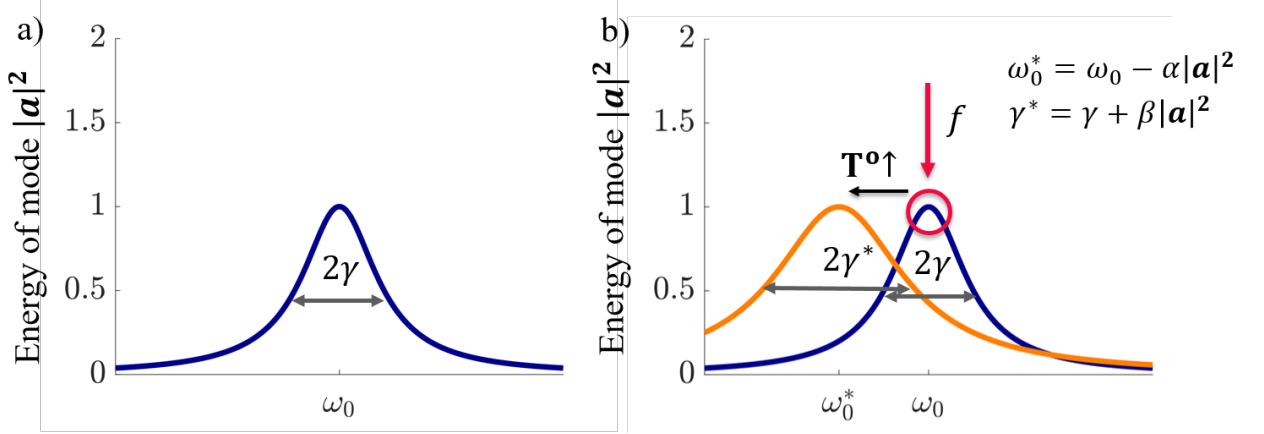 a)
Energy of mode |a|²
2
1.5
1
0.5
0
2γ
ω₀
b)
Energy of mode |a|²
2
1.5
1
0.5
0
ω₀* = ω₀ − α|a|²
γ* = γ + β|a|²
f
T°↑
2γ*
2γ
ω₀*
ω₀